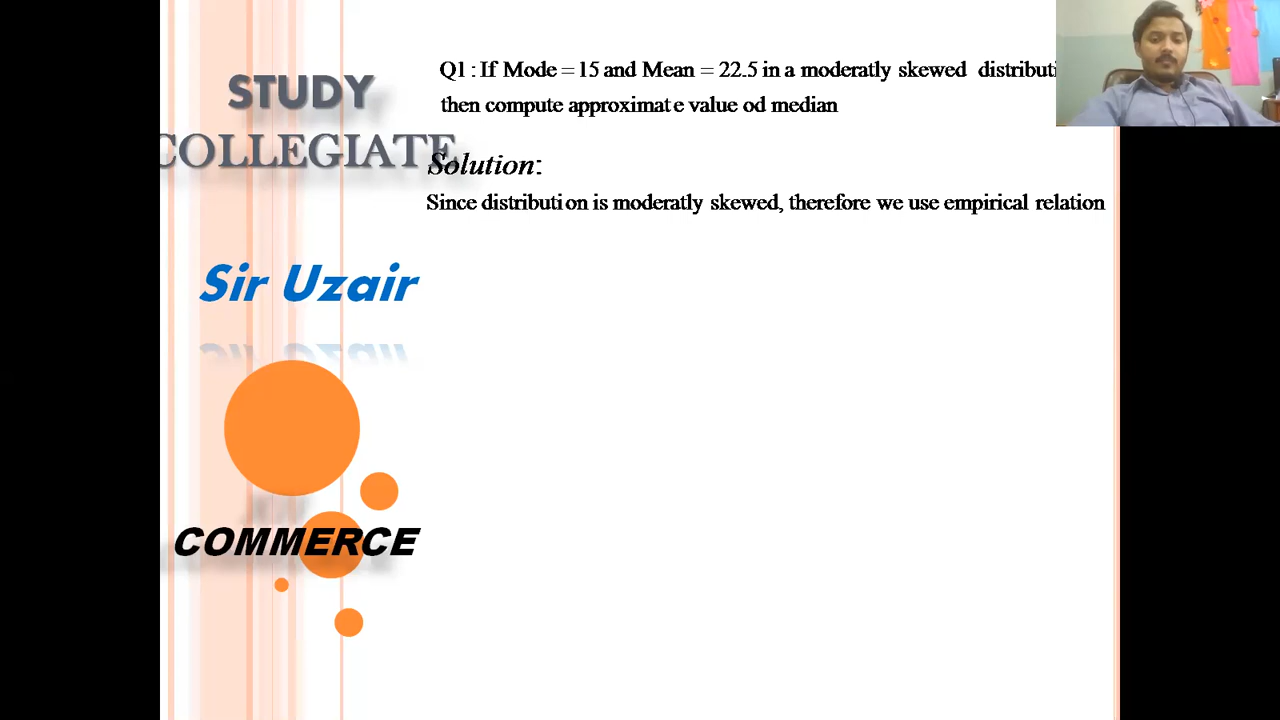 STUDY
COLLEGIATE
Sir Uzair
COMMERCE
Q1 : If Mode = 15 and Mean = 22.5 in a moderatly skewed distributi
then compute approximat e value od median
Solution:
Since distributi on is moderatly skewed, therefore we use empirical relation